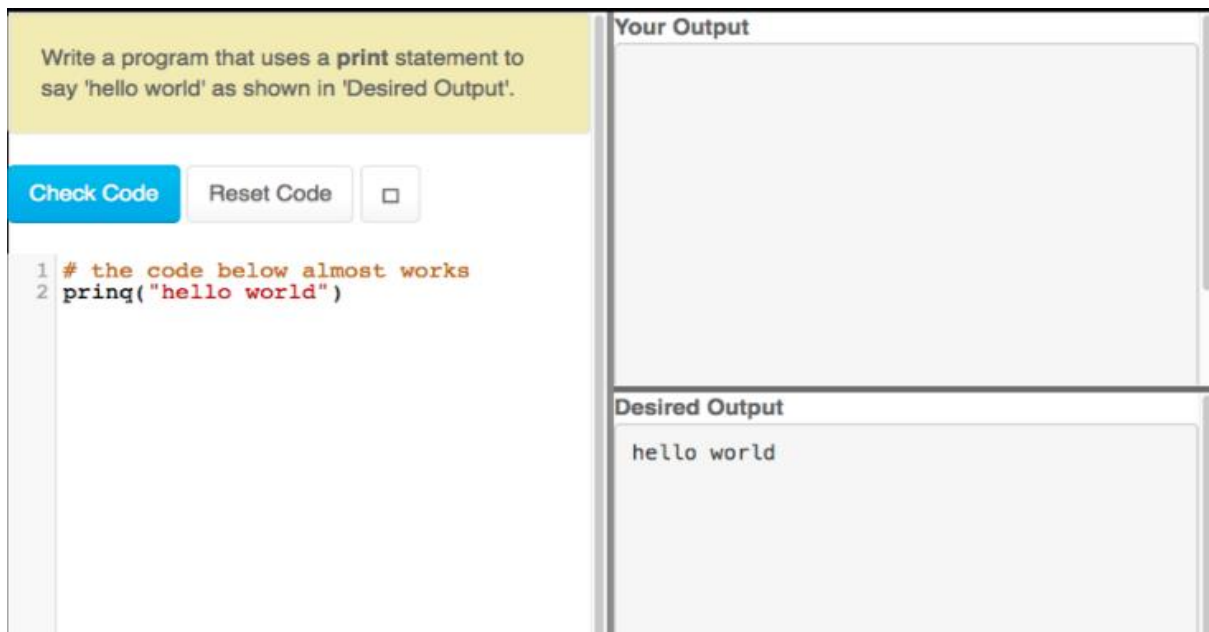 Write a program that uses a print statement to
say 'hello world' as shown in 'Desired Output'.
Check Code
Reset Code
1 # the code below almost works
2 prinq("hello world")
Your Output
Desired Output
hello world